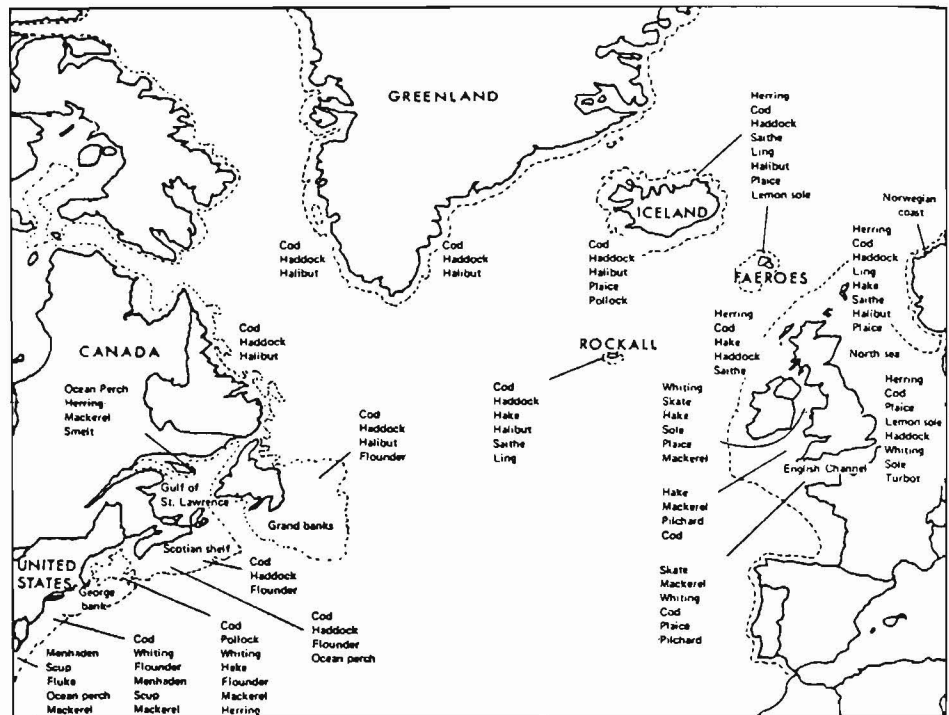 GREENLAND
Herring
Cod
Haddock
Saithe
Ling
Halibut
Plaice
Lemon sole
ICELAND
Norwegian
coast
Cod
Haddock
Halibut
Cod
Haddock
Halibut
Cod
Haddock
Halibut
Plaice
Pollock
FAEROES
Herring
Cod
Haddock
Ling
Hake
Saithe
Halibut
Plaice
Herring
Cod
Hake
Haddock
Saithe
North sea
CANADA
Cod
Haddock
Halibut
ROCKALL
Ocean Perch
Herring
Mackerel
Smelt
Cod
Haddock
Halibut
Flounder
Cod
Haddock
Hake
Halibut
Saithe
Ling
Whiting
Skate
Hake
Sole
Plaice
Mackerel
Herring
Cod
Plaice
Lemon sole
Haddock
Whiting
Sole
Turbot
English Channel
Gulf of
St. Lawrence
Grand banks
Hake
Mackerel
Pilchard
Cod
Scotian shelf
UNITED
STATES
George
bank
Cod
Haddock
Flounder
Skate
Mackerel
Whiting
Cod
Plaice
Pilchard
Cod
Haddock
Flounder
Ocean perch
Menhaden
Scup
Fluke
Ocean perch
Mackerel
Cod
Whiting
Flounder
Menhaden
Scup
Mackerel
Cod
Pollock
Whiting
Hake
Flounder
Mackerel
Herring